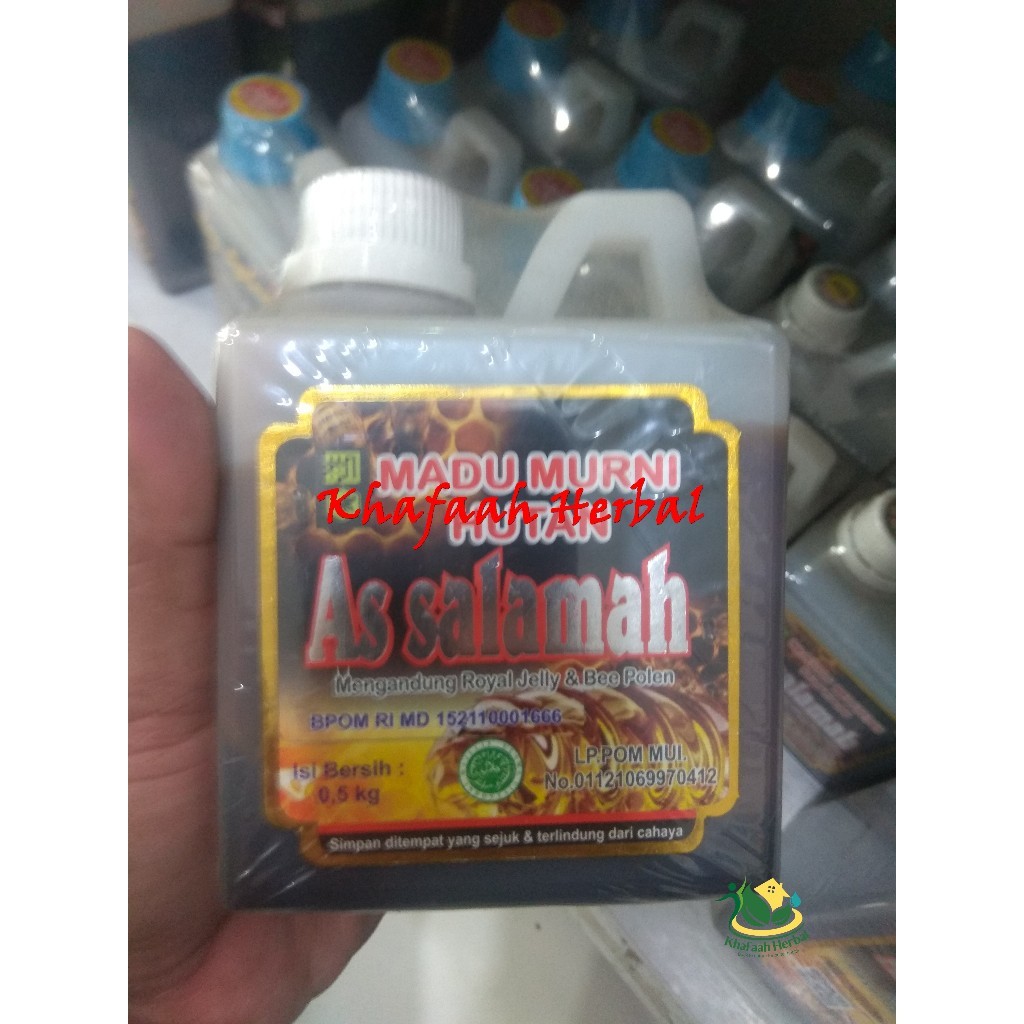 MADU MURNI
HUTAN
Khafaah Herbal
As salamah
Mengandung Royal Jelly & Bee Polen
BPOM RI MD 152110001666
Isi Bersih :
0,5 kg
LP.POM MUI.
No.01121069970412
Simpan ditempat yang sejuk & terlindung dari cahaya
Khafaah Herbal